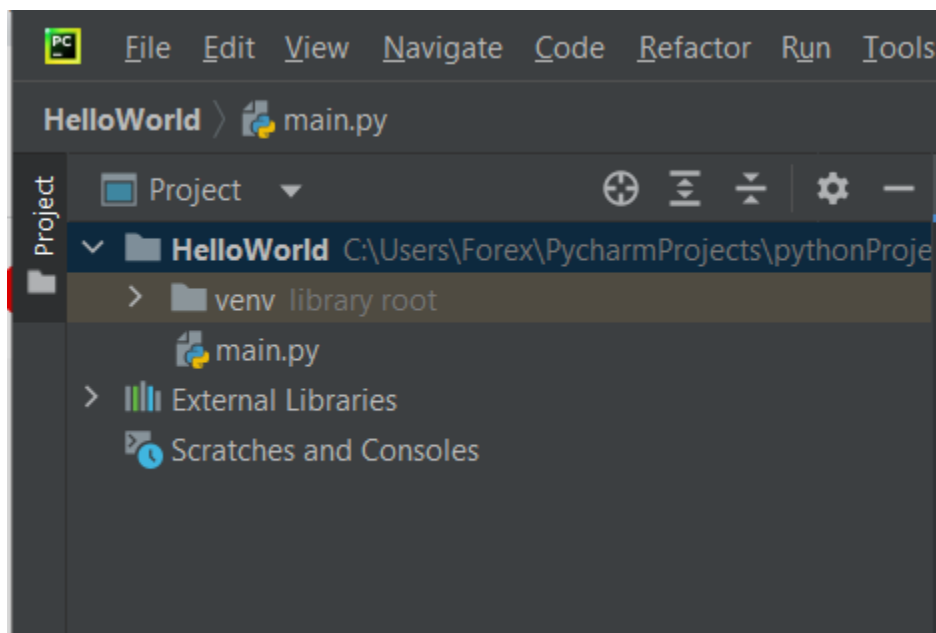 PC File Edit View Navigate Code Refactor Run Tools
HelloWorld main.py
Project
Project
HelloWorld C:\Users\Forex\PycharmProjects\pythonProje
venv library root
main.py
External Libraries
Scratches and Consoles